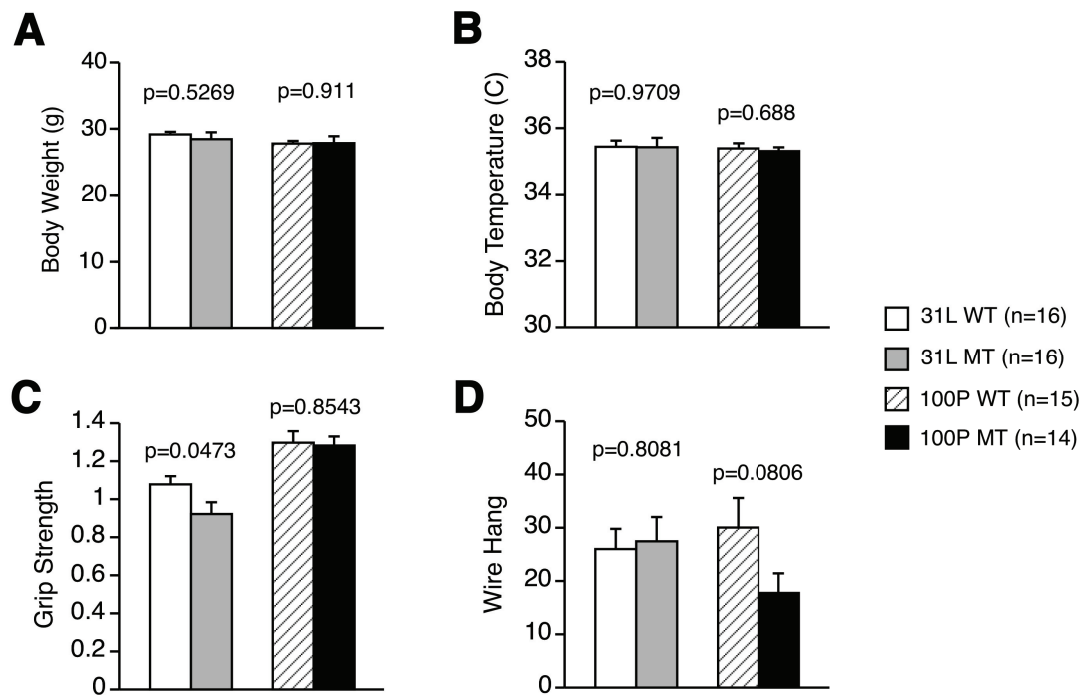 A
Body Weight (g)
40
30
20
10
0
p=0.5269
p=0.911
B
Body Temperature (C)
38
36
34
32
30
p=0.9709
p=0.688
C
Grip Strength
1.4
1.2
1
0.8
0.6
0.4
0.2
0
p=0.0473
p=0.8543
D
Wire Hang
50
40
30
20
10
0
p=0.8081
p=0.0806
31L WT (n=16)
31L MT (n=16)
100P WT (n=15)
100P MT (n=14)